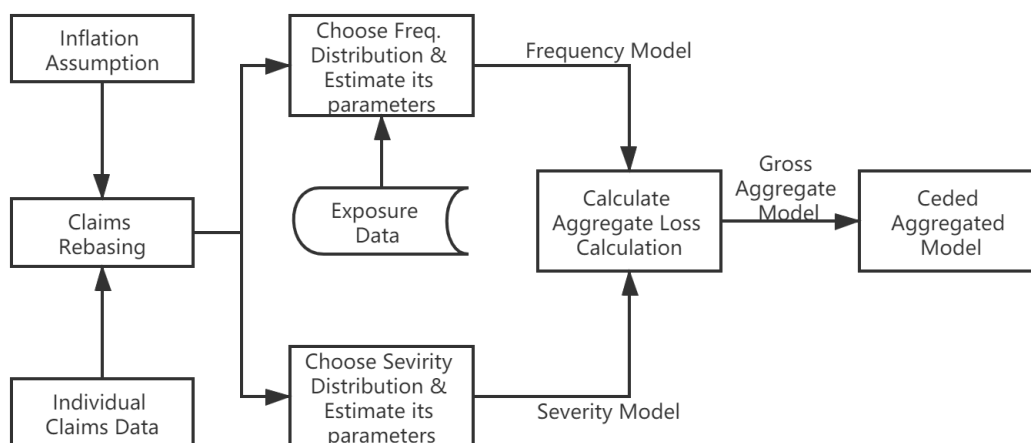 Inflation
Assumption
Claims
Rebasing
Individual
Claims Data
Choose Freq.
Distribution &
Estimate its
parameters
Exposure
Data
Choose Sevirity
Distribution &
Estimate its
parameters
Frequency Model
Severity Model
Calculate
Aggregate Loss
Calculation
Gross
Aggregate
Model
Ceded
Aggregated
Model